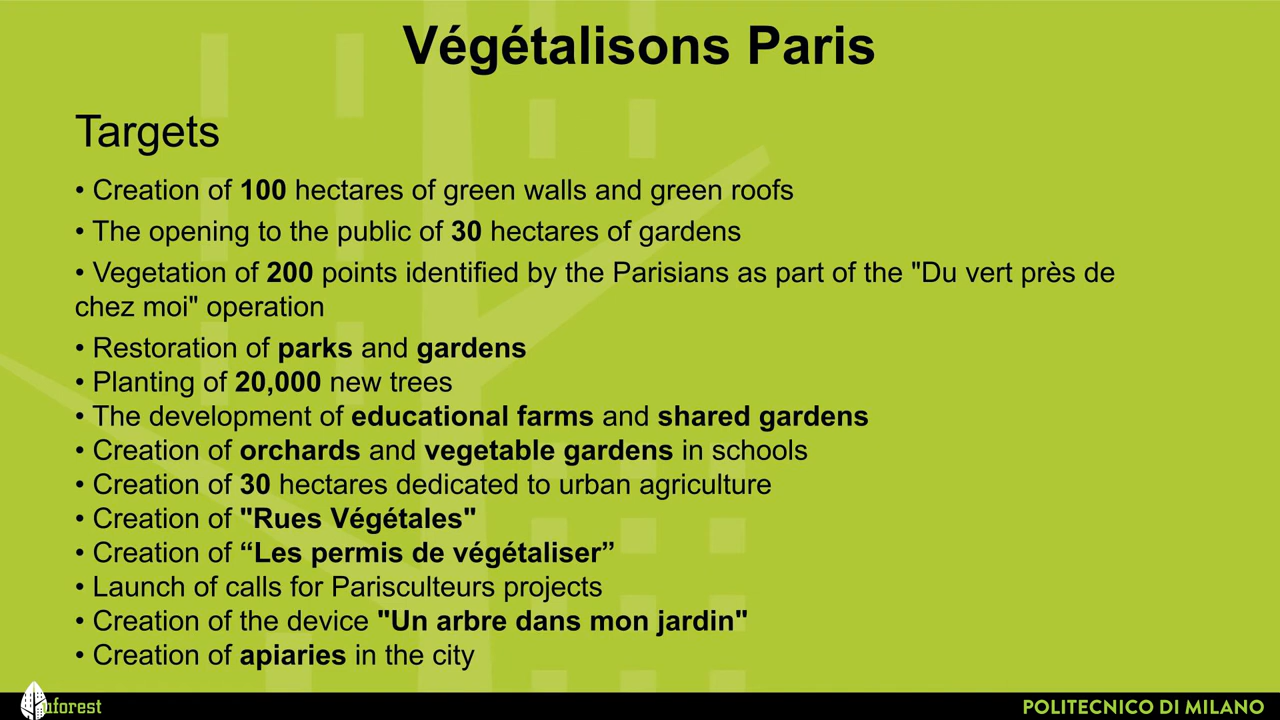 Végétalisons Paris
Targets
• Creation of 100 hectares of green walls and green roofs
• The opening to the public of 30 hectares of gardens
• Vegetation of 200 points identified by the Parisians as part of the "Du vert près de
chez moi" operation
• Restoration of parks and gardens
• Planting of 20,000 new trees
• The development of educational farms and shared gardens
• Creation of orchards and vegetable gardens in schools
• Creation of 30 hectares dedicated to urban agriculture
• Creation of "Rues Végétales"
• Creation of “Les permis de végétaliser”
• Launch of calls for Parisculteurs projects
• Creation of the device "Un arbre dans mon jardin"
• Creation of apiaries in the city
uforest
POLITECNICO DI MILANO